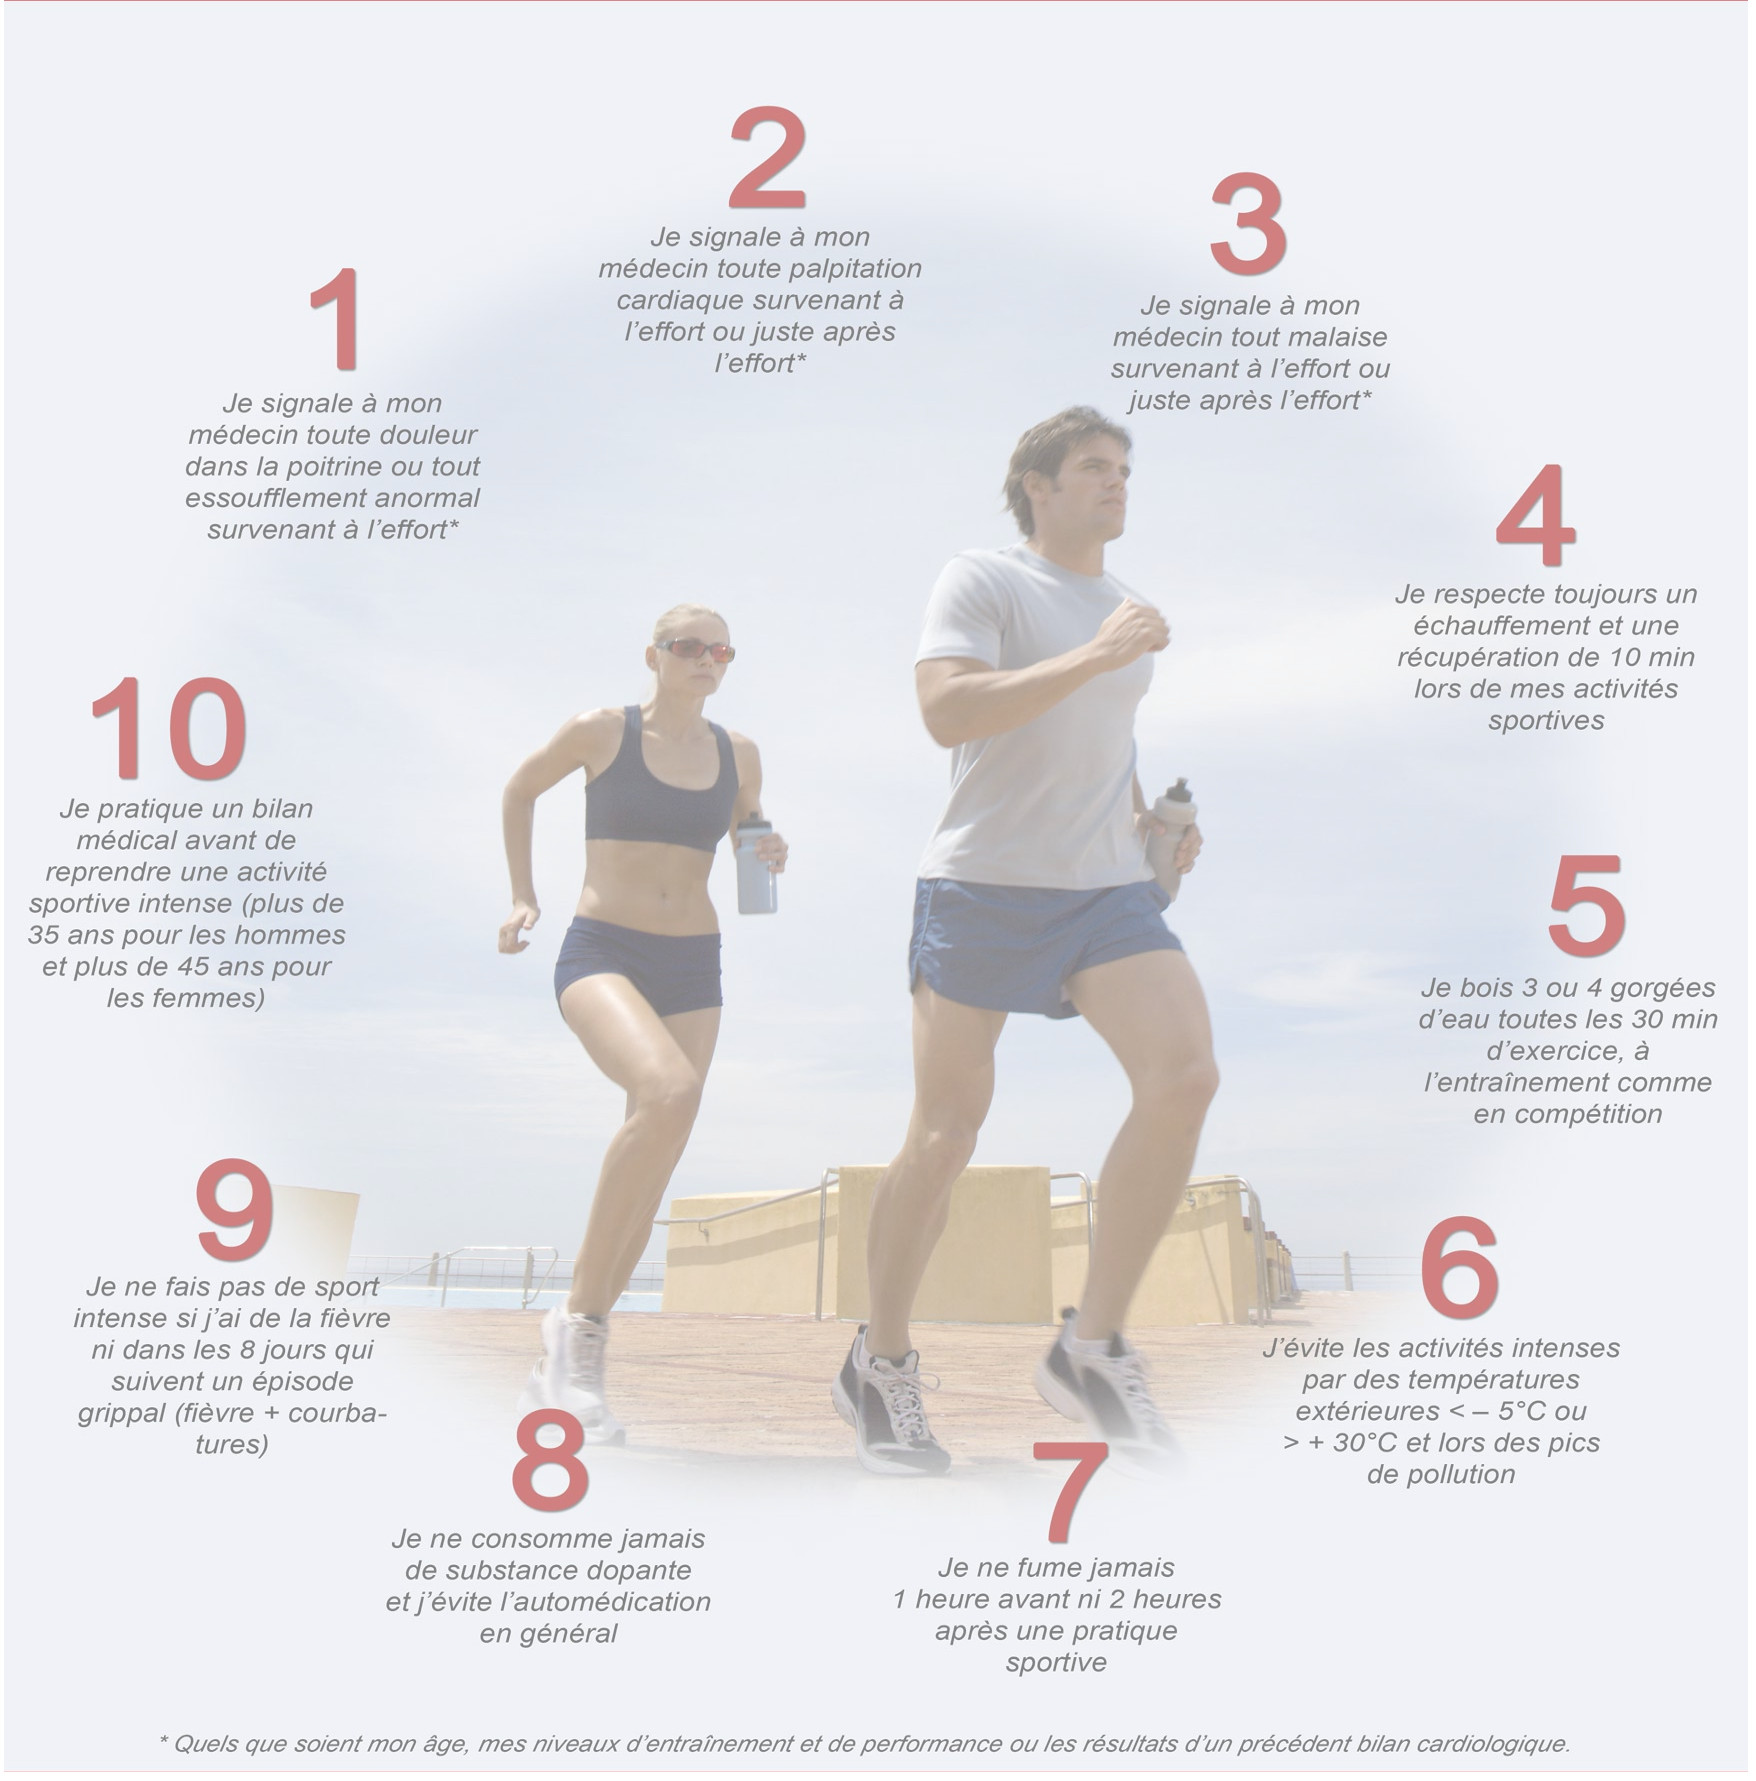 1
Je signale à mon
médecin toute douleur
dans la poitrine ou tout
essoufflement anormal
survenant à l'effort*
2
Je signale à mon
médecin toute palpitation
cardiaque survenant à
l'effort ou juste après
l'effort*
3
Je signale à mon
médecin tout malaise
survenant à l'effort ou
juste après l'effort*
4
Je respecte toujours un
échauffement et une
récupération de 10 min
lors de mes activités
sportives
5
Je bois 3 ou 4 gorgées
d'eau toutes les 30 min
d'exercice, à
l'entraînement comme
en compétition
6
J'évite les activités intenses
par des températures
extérieures < – 5°C ou
> + 30°C et lors des pics
de pollution
7
Je ne fume jamais
1 heure avant ni 2 heures
après une pratique
sportive
8
Je ne consomme jamais
de substance dopante
et j'évite l'automédication
en général
9
Je ne fais pas de sport
intense si j'ai de la fièvre
ni dans les 8 jours qui
suivent un épisode
grippal (fièvre + courba-
tures)
10
Je pratique un bilan
médical avant de
reprendre une activité
sportive intense (plus de
35 ans pour les hommes
et plus de 45 ans pour
les femmes)
* Quels que soient mon âge, mes niveaux d'entraînement et de performance ou les résultats d'un précédent bilan cardiologique.